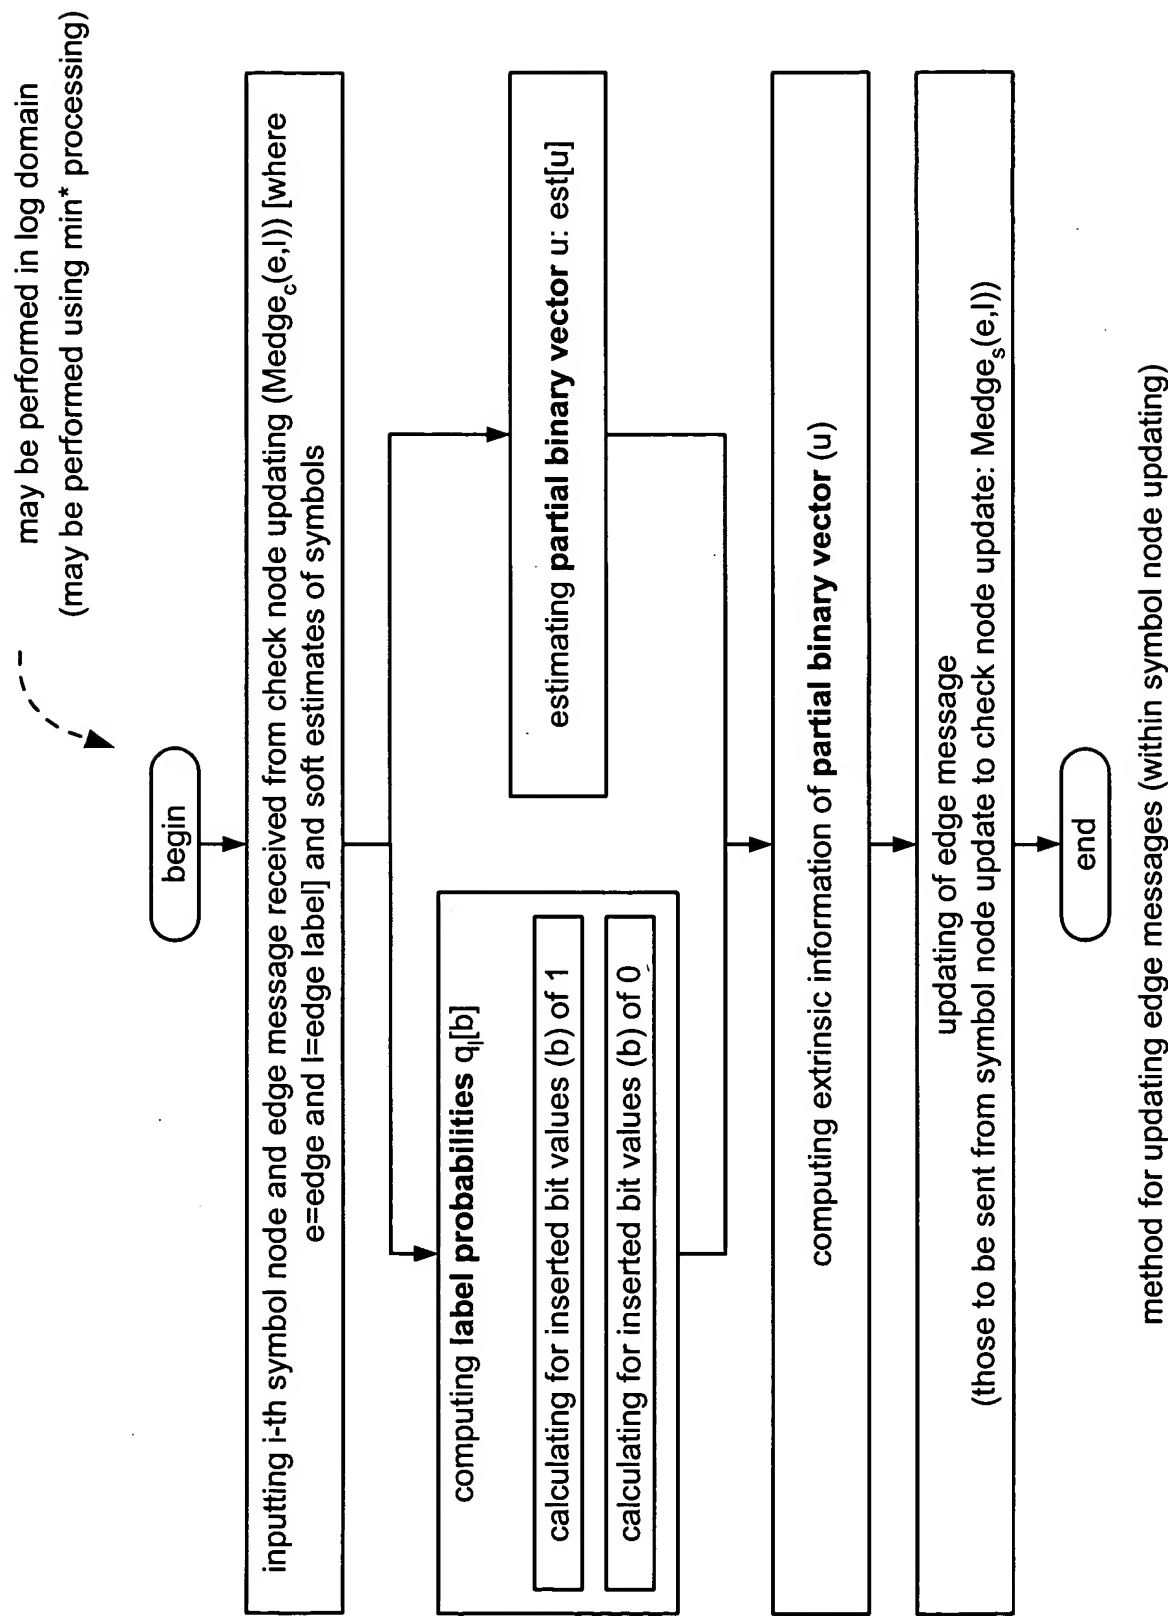 may be performed in log domain
(may be performed using min* processing)
begin
inputting i-th symbol node and edge message received from check node updating (Medge_c(e,l)) [where
e=edge and l=edge label] and soft estimates of symbols
computing label probabilities q_l[b]
calculating for inserted bit values (b) of 1
calculating for inserted bit values (b) of 0
estimating partial binary vector u: est[u]
computing extrinsic information of partial binary vector (u)
updating of edge message
(those to be sent from symbol node update to check node update: Medge_s(e,l))
end
method for updating edge messages (within symbol node updating)